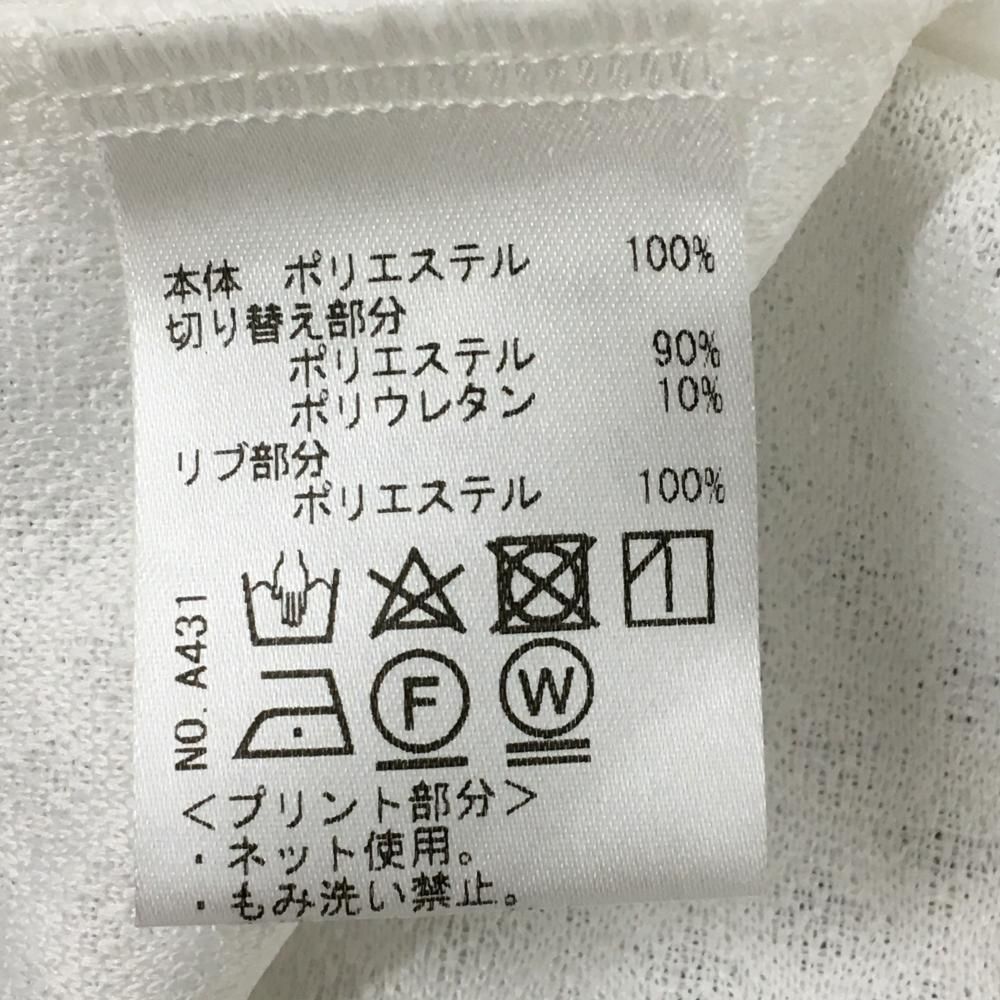 本体 ポリエステル 100%
切り替え部分
ポリエステル 90%
ポリウレタン 10%
リブ部分
ポリエステル 100%
NO. A431
F
W
<プリント部分>
・ネット使用。
・もみ洗い禁止。